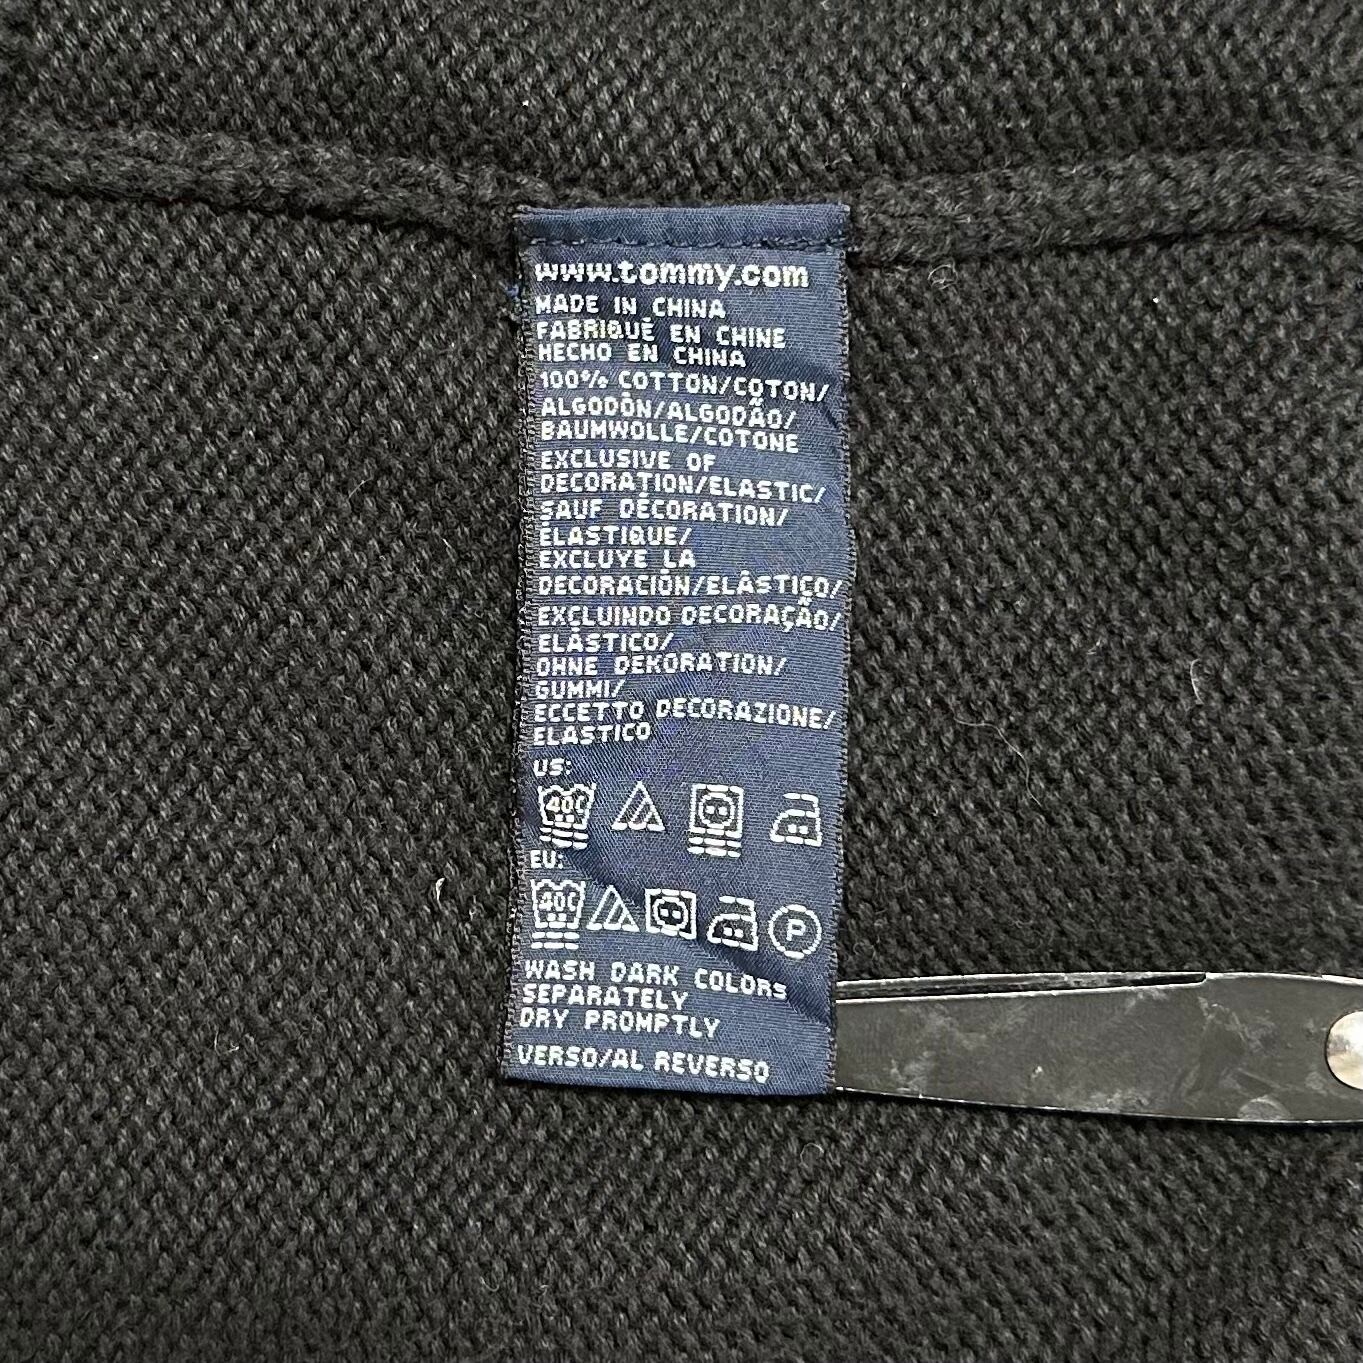 www.tommy.com
MADE IN CHINA
FABRIQUÉ EN CHINE
HECHO EN CHINA
100% COTTON/COTON/
ALGODÓN/ALGODÃO/
BAUMWOLLE/COTONE
EXCLUSIVE OF
DECORATION/ELASTIC/
SAUF DÉCORATION/
ÉLASTIQUE/
EXCLUYE LA
DECORACIÓN/ELÁSTICO/
EXCLUINDO DECORAÇÃO/
ELÁSTICO/
OHNE DEKORATION/
GUMMI/
ECCETTO DECORAZIONE/
ELASTICO
US:
40C
EU:
40C P
WASH DARK COLORS
SEPARATELY
DRY PROMPTLY
VERSO/AL REVERSO